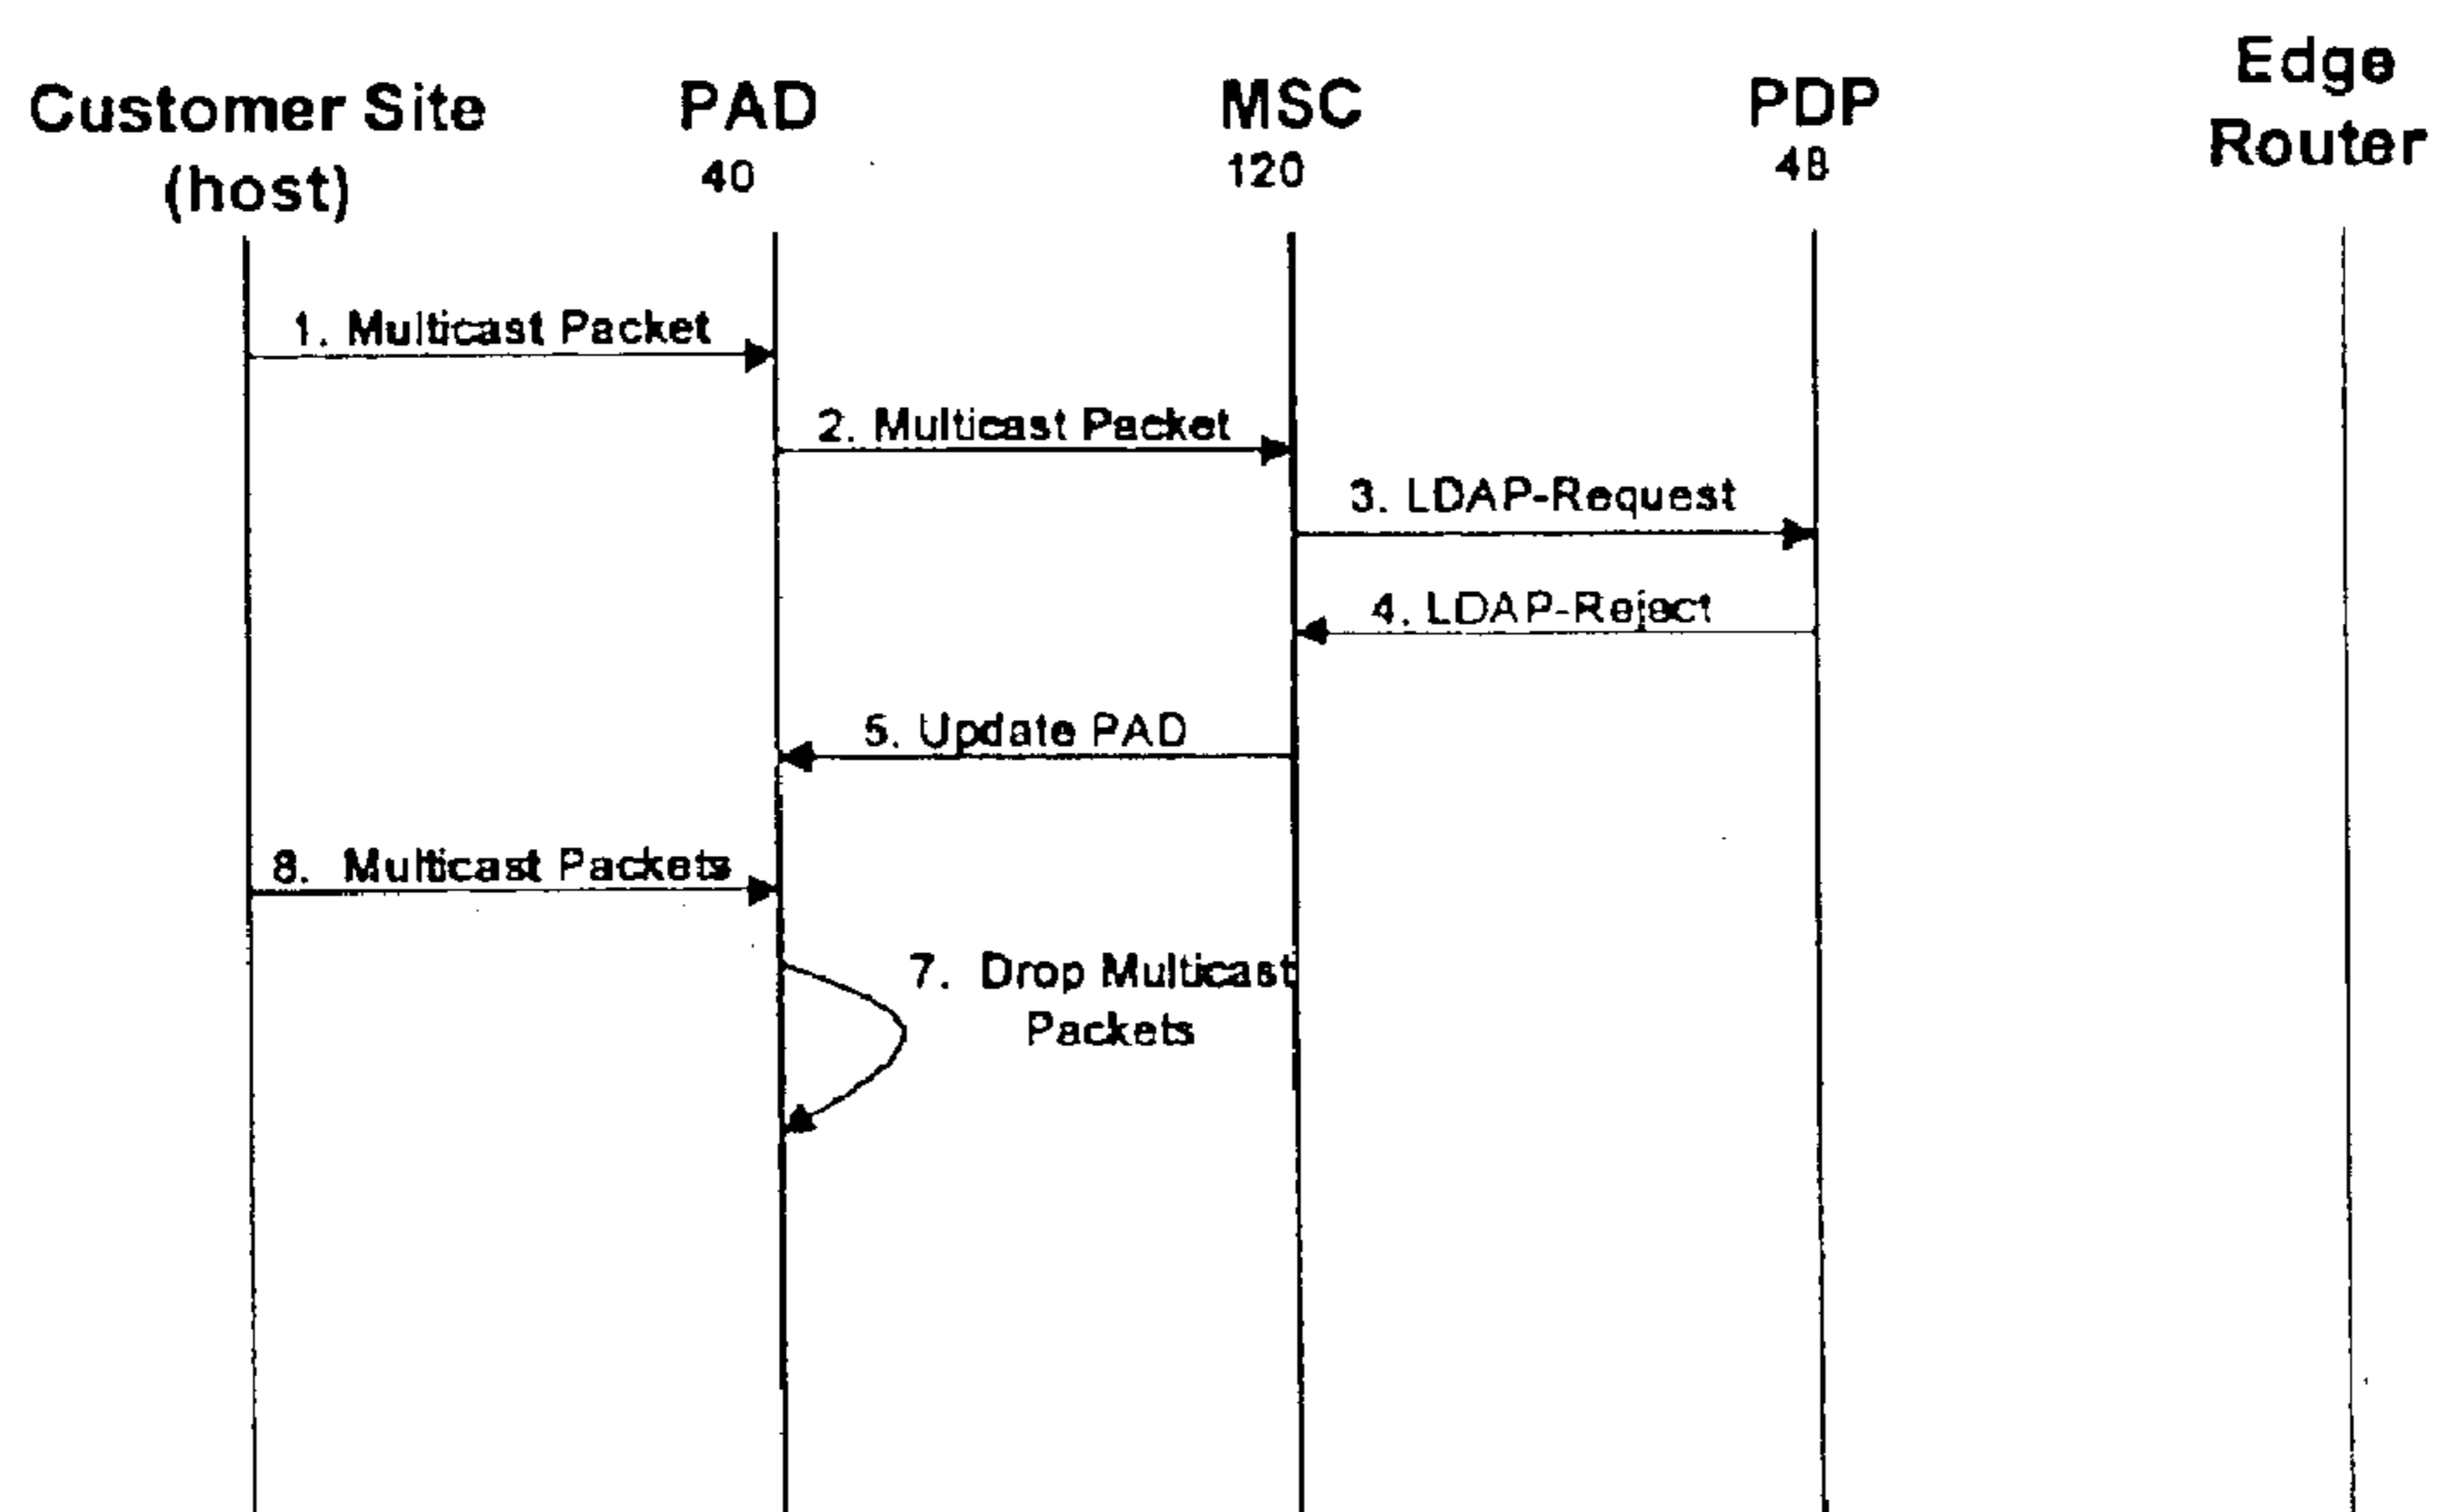 Customer Site
(host)
PAD
40
MSC
120
PDP
48
Edge
Router
1. Multicast Packet
2. Multicast Packet
3. LDAP-Request
4. LDAP-Reject
5. Update PAD
8. Multicast Packets
7. Drop Multicast
Packets